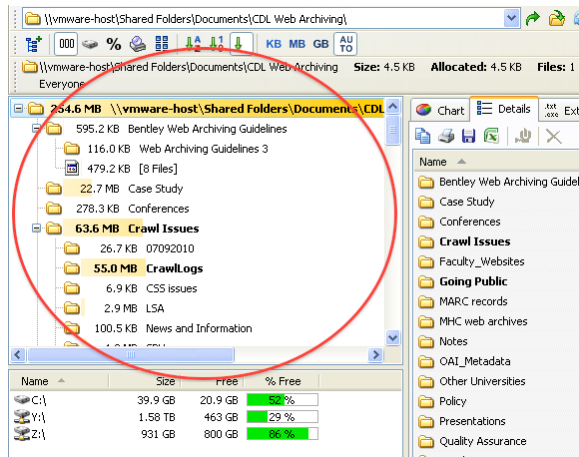 \\vmware-host\Shared Folders\Documents\CDL Web Archiving\
000 % KB MB GB AU TO
\\vmware-host\Shared Folders\Documents\CDL Web Archiving Size: 4.5 KB Allocated: 4.5 KB Files: 1
Everyone
254.6 MB \\vmware-host\Shared Folders\Documents\CDL
595.2 KB Bentley Web Archiving Guidelines
116.0 KB Web Archiving Guidelines 3
479.2 KB [8 Files]
22.7 MB Case Study
278.3 KB Conferences
63.6 MB Crawl Issues
26.7 KB 07092010
55.0 MB CrawlLogs
6.9 KB CSS issues
2.9 MB LSA
100.5 KB News and Information
Chart Details .txt .exe Ext
Name
Bentley Web Archiving Guidel
Case Study
Conferences
Crawl Issues
Faculty_Websites
Going Public
MARC records
MHC web archives
Notes
OAI_Metadata
Other Universities
Policy
Presentations
Quality Assurance
Name Size Free % Free
C:\ 39.9 GB 20.9 GB 52 %
Y:\ 1.58 TB 463 GB 29 %
Z:\ 931 GB 800 GB 86 %